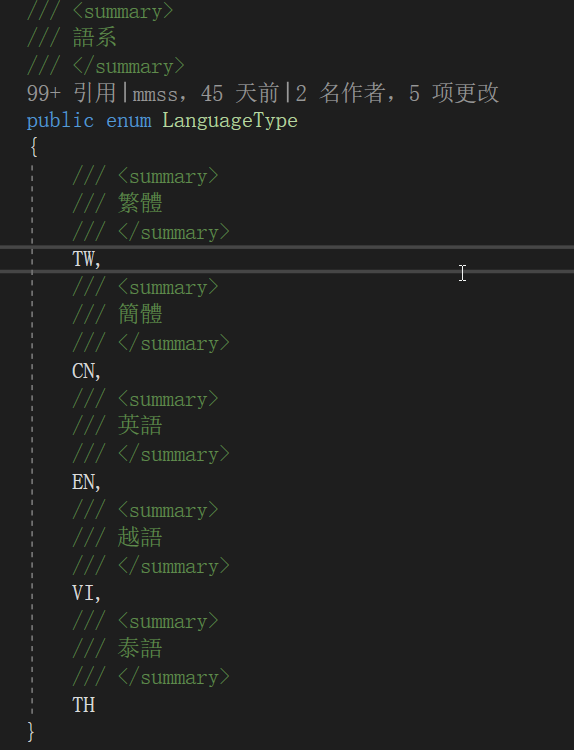 /// <summary>
/// 語系
/// </summary>
99+ 引用|mmss, 45 天前|2 名作者, 5 项更改
public enum LanguageType
{
/// <summary>
/// 繁體
/// </summary>
TW,
/// <summary>
/// 簡體
/// </summary>
CN,
/// <summary>
/// 英語
/// </summary>
EN,
/// <summary>
/// 越語
/// </summary>
VI,
/// <summary>
/// 泰語
/// </summary>
TH
}